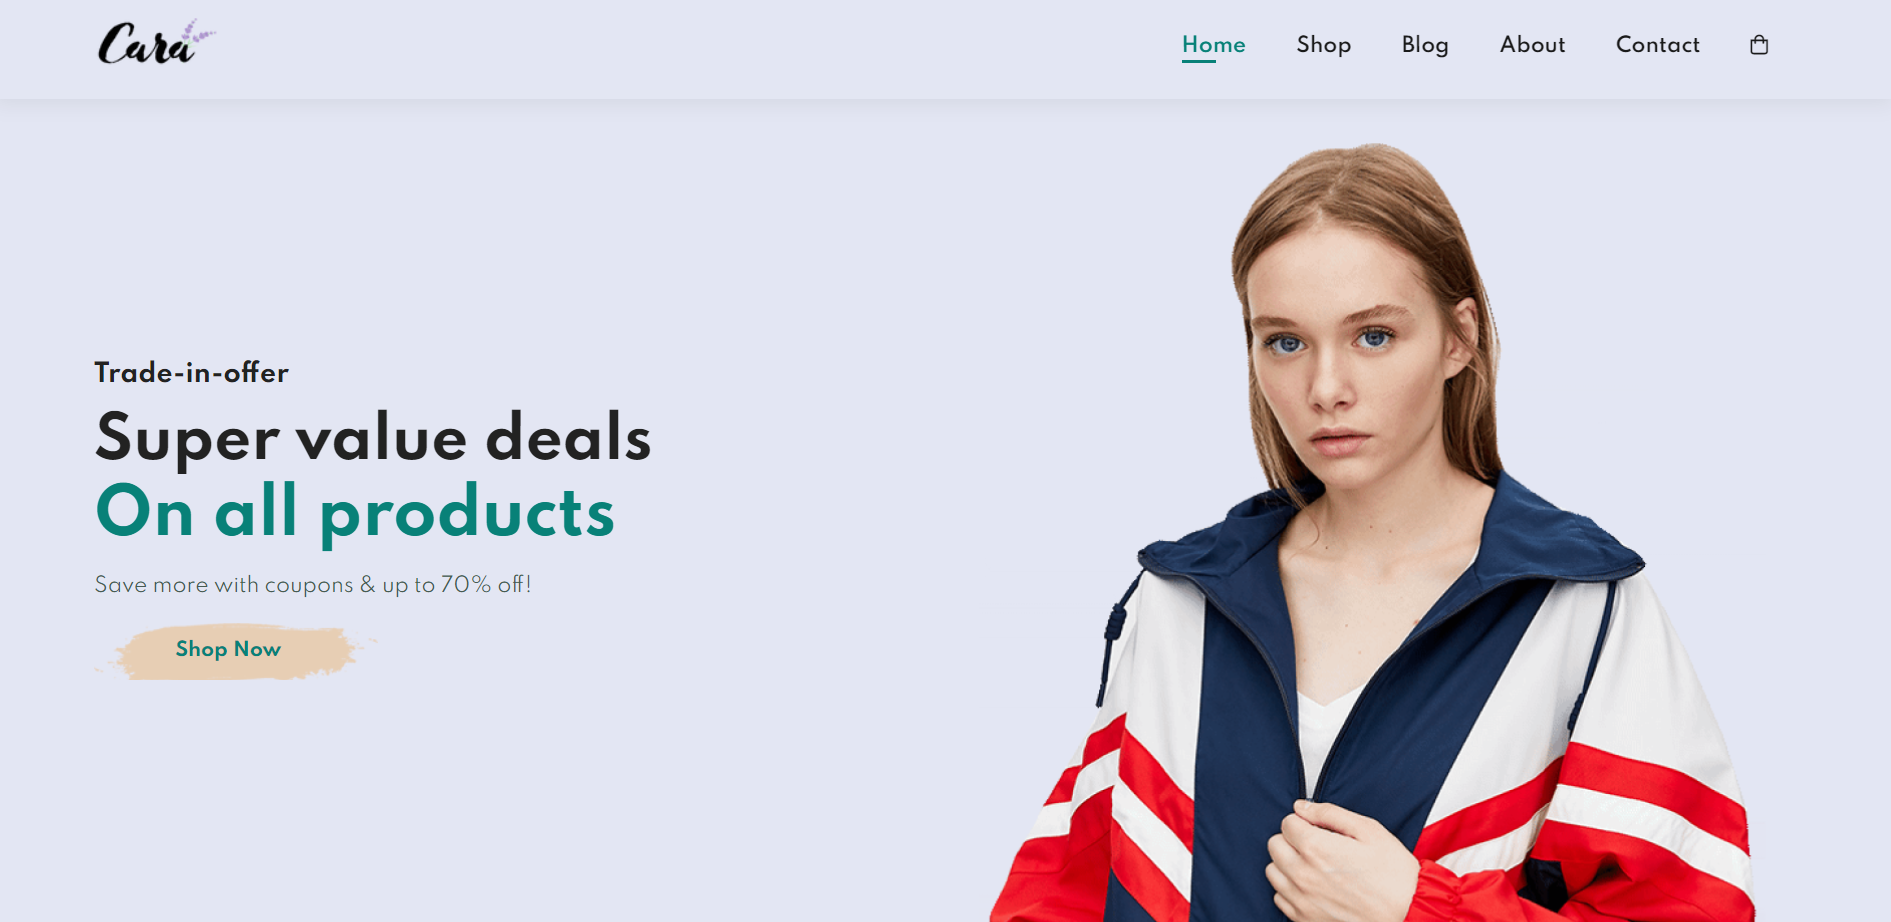 Cara
Home Shop Blog About Contact
Trade-in-offer
Super value deals
On all products
Save more with coupons & up to 70% off!
Shop Now